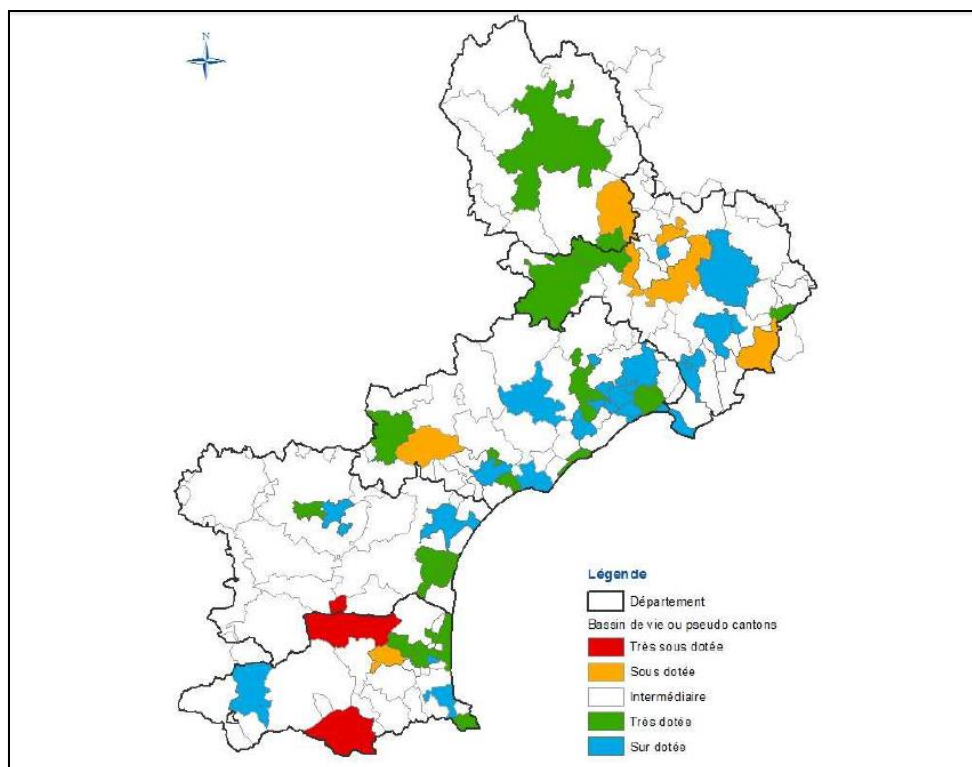 N
Légende
Département
Bassin de vie ou pseudo cantons
Très sous dotée
Sous dotée
Intermédiaire
Très dotée
Sur dotée